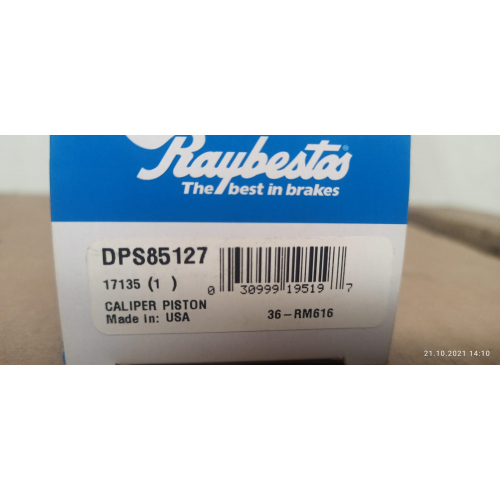 Raybestos®
The best in brakes
DPS85127
17135 (1 )
0 30999 19519 7
CALIPER PISTON
Made in: USA
36-RM616
21.10.2021 14:10